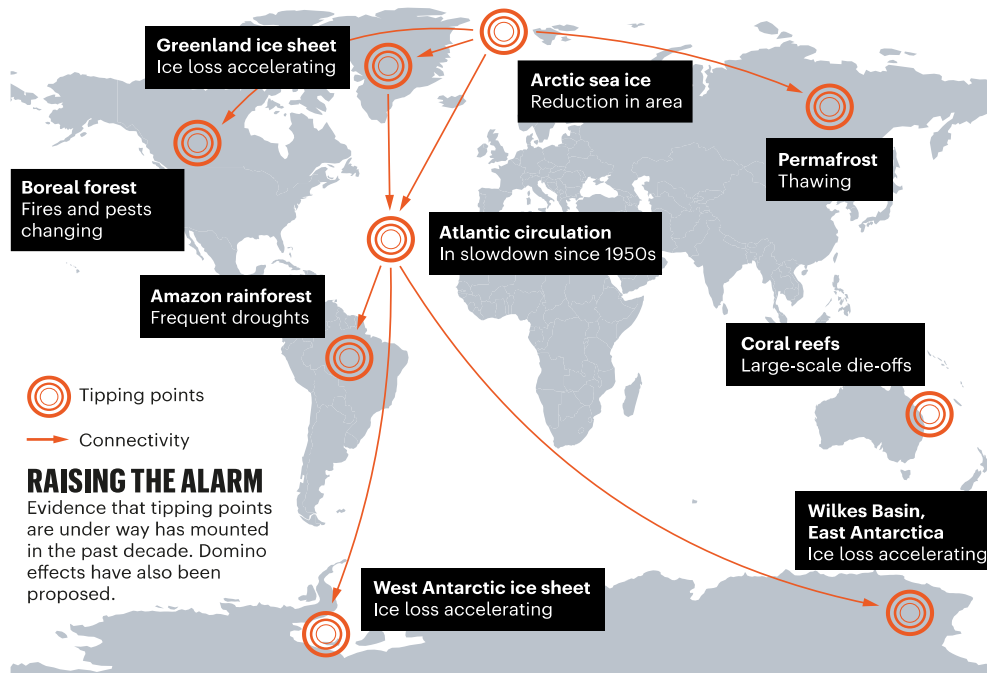 Greenland ice sheet
Ice loss accelerating
Arctic sea ice
Reduction in area
Permafrost
Thawing
Boreal forest
Fires and pests
changing
Atlantic circulation
In slowdown since 1950s
Amazon rainforest
Frequent droughts
Coral reefs
Large-scale die-offs
Tipping points
Connectivity
RAISING THE ALARM
Evidence that tipping points
are under way has mounted
in the past decade. Domino
effects have also been
proposed.
Wilkes Basin,
East Antarctica
Ice loss accelerating
West Antarctic ice sheet
Ice loss accelerating